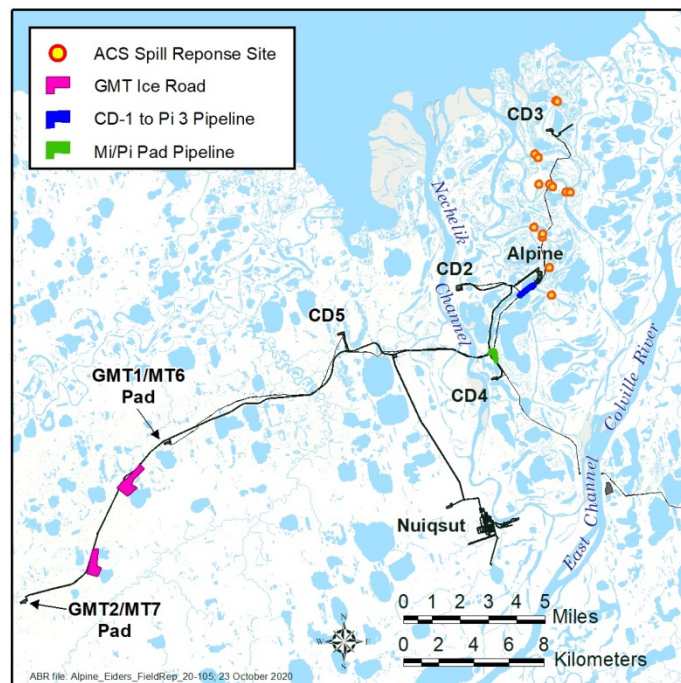 ACS Spill Reponse Site
GMT Ice Road
CD-1 to Pi 3 Pipeline
Mi/Pi Pad Pipeline
CD3
Nechelik
Channel
Alpine
CD2
CD5
CD4
Colville River
East Channel
GMT1/MT6
Pad
Nuiqsut
GMT2/MT7
Pad
0 1 2 3 4 5
Miles
0 2 4 6 8
Kilometers
N
W E
S
ABR file: Alpine_Eiders_FieldRep_20-105; 23 October 2020